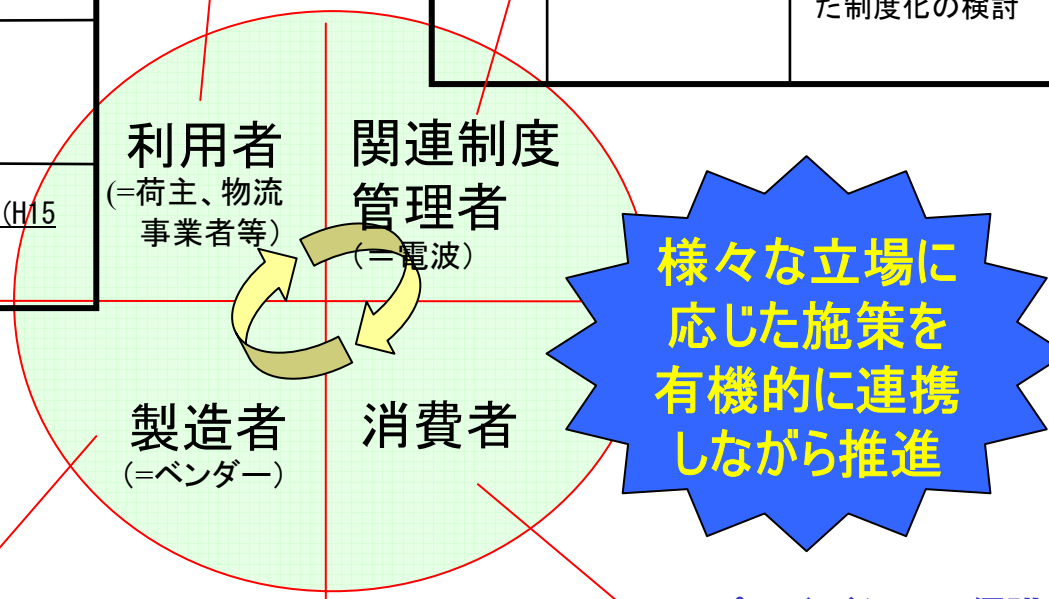 た制度化の検討
(H15
利用者
(=荷主、物流
事業者等)
関連制度
管理者
(=電波)
製造者
(=ベンダー)
消費者
様々な立場に
応じた施策を
有機的に連携
しながら推進